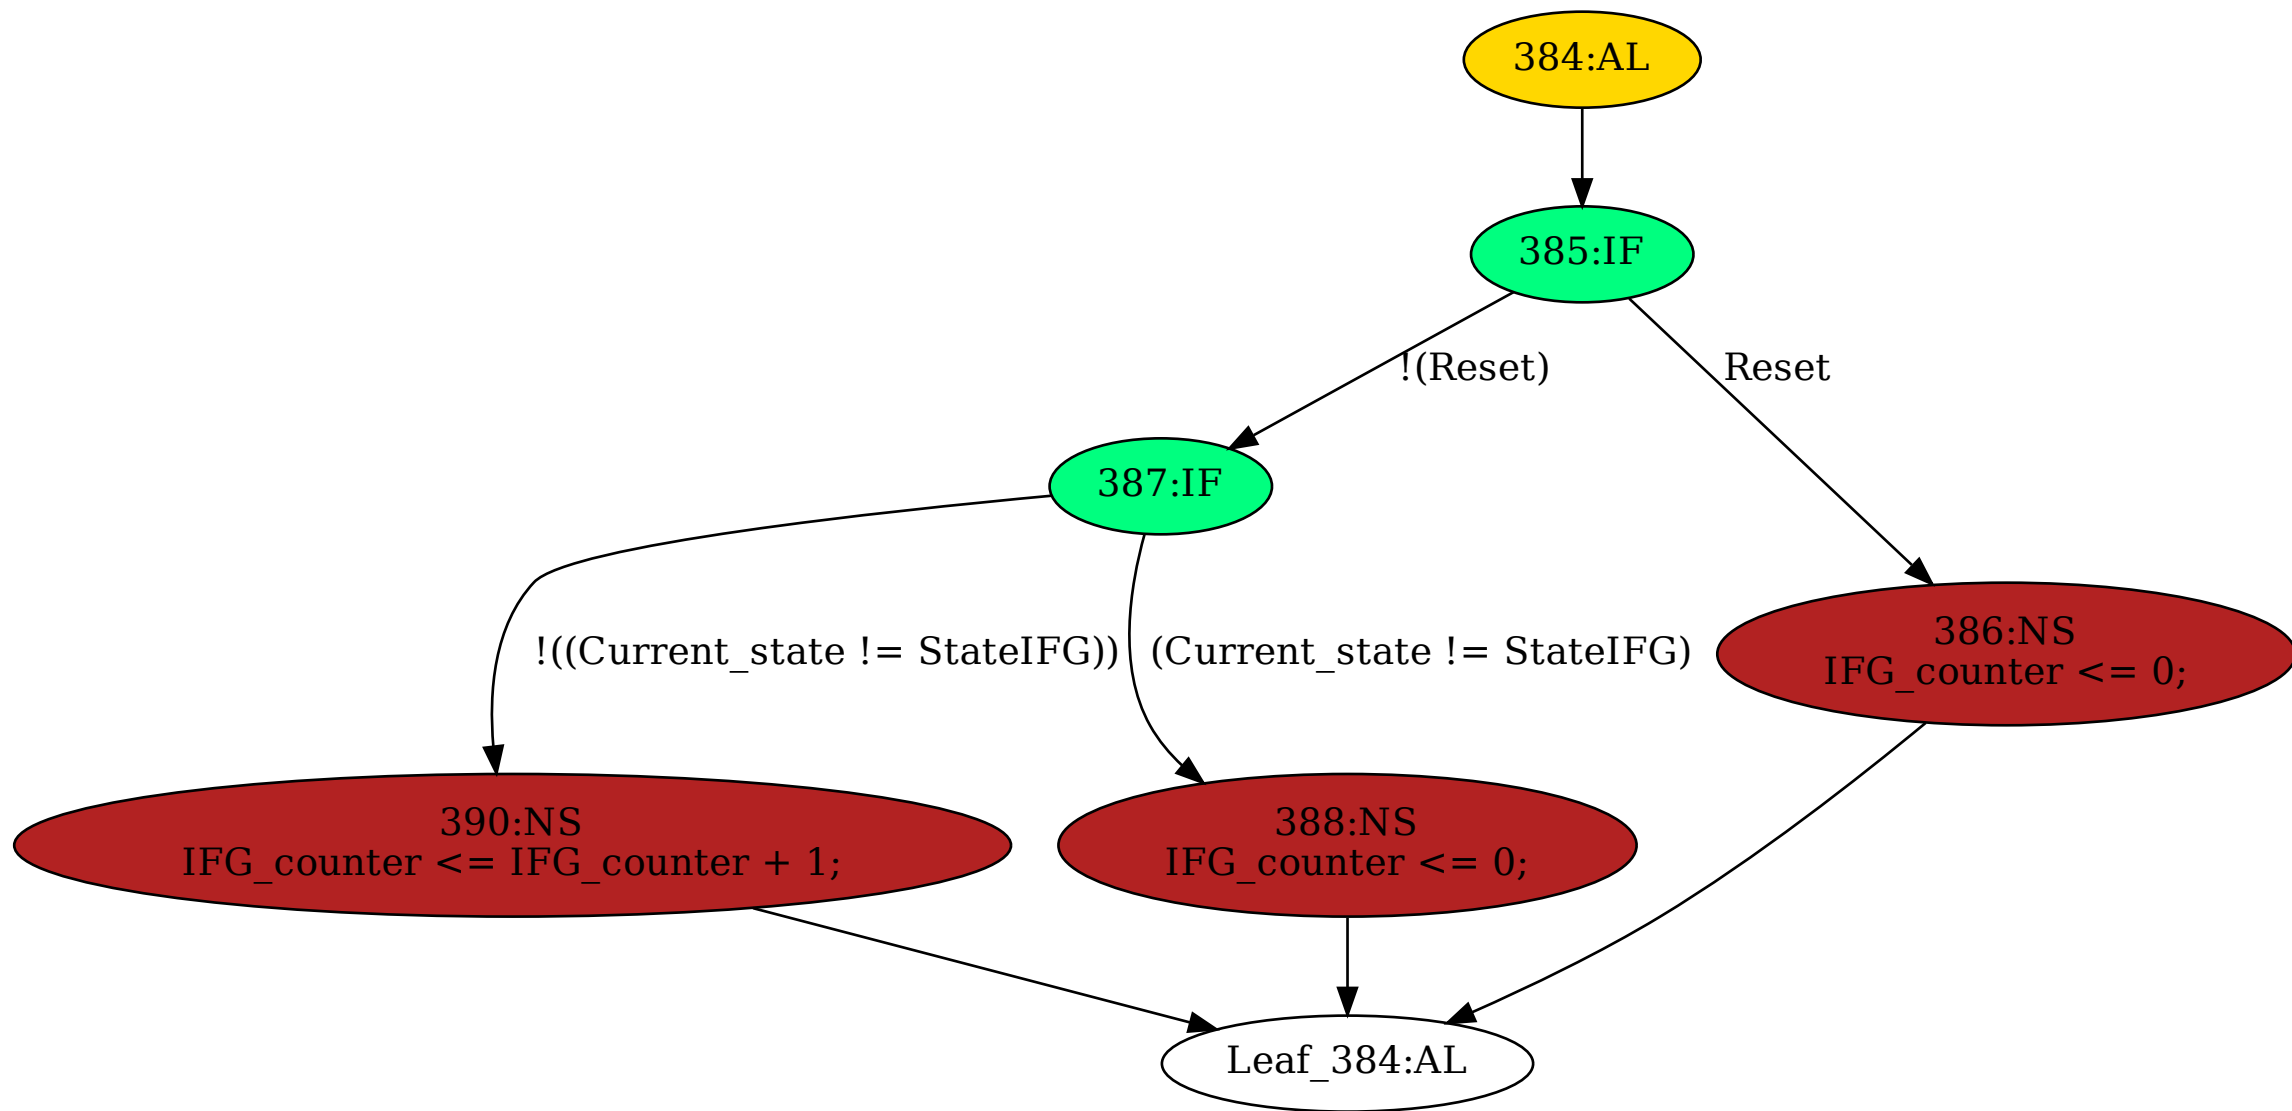 384:AL
385:IF
!(Reset)
Reset
387:IF
!((Current_state != StateIFG))
(Current_state != StateIFG)
386:NS
IFG_counter <= 0;
390:NS
IFG_counter <= IFG_counter + 1;
388:NS
IFG_counter <= 0;
Leaf_384:AL